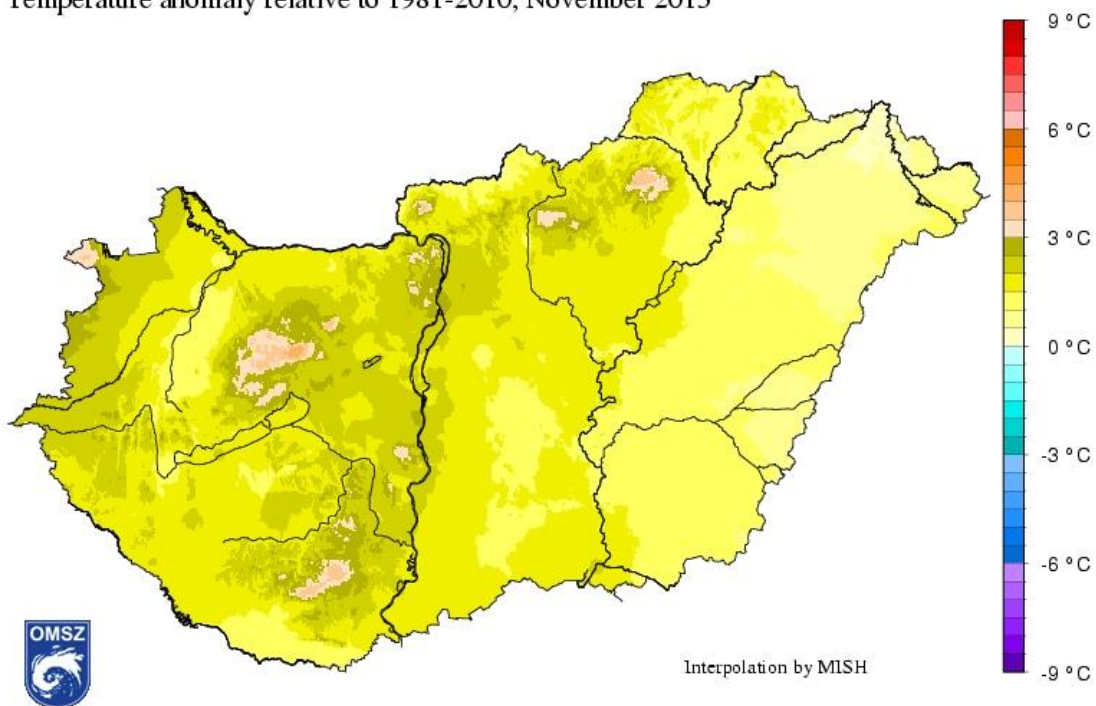 Temperature anomaly relative to 1981-2010, November 2015
9 °C
6 °C
3 °C
0 °C
-3 °C
-6 °C
-9 °C
OMSZ
Interpolation by MISH